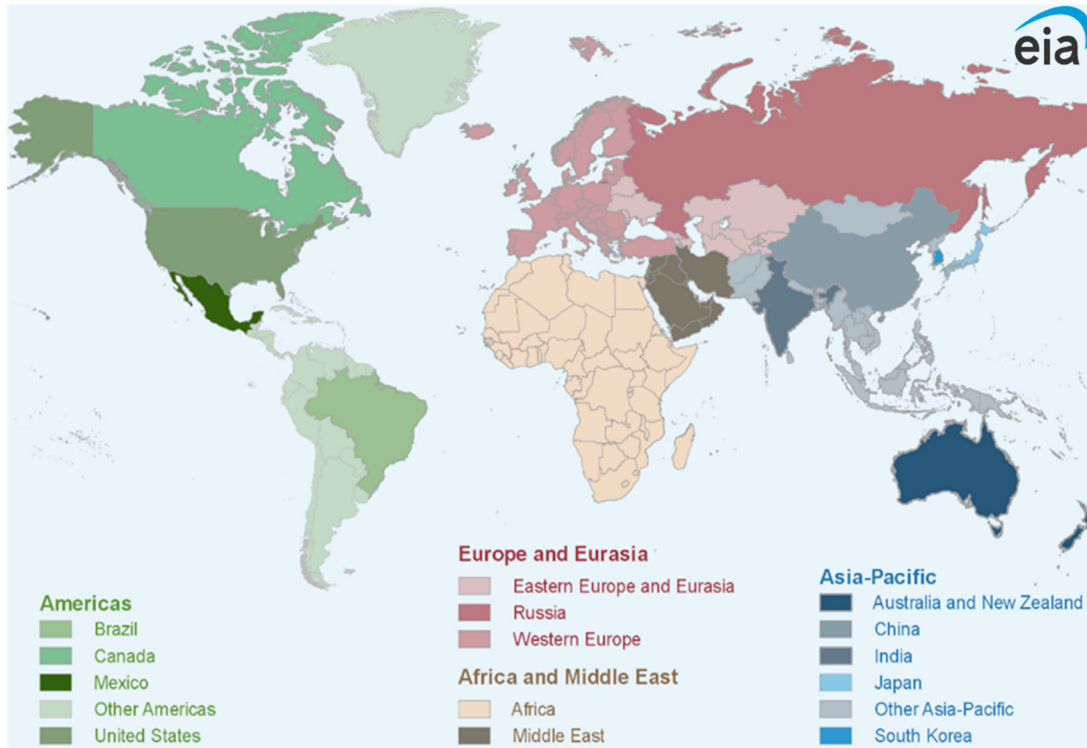 eia
Europe and Eurasia
Eastern Europe and Eurasia
Russia
Western Europe
Africa and Middle East
Africa
Middle East
Americas
Brazil
Canada
Mexico
Other Americas
United States
Asia-Pacific
Australia and New Zealand
China
India
Japan
Other Asia-Pacific
South Korea